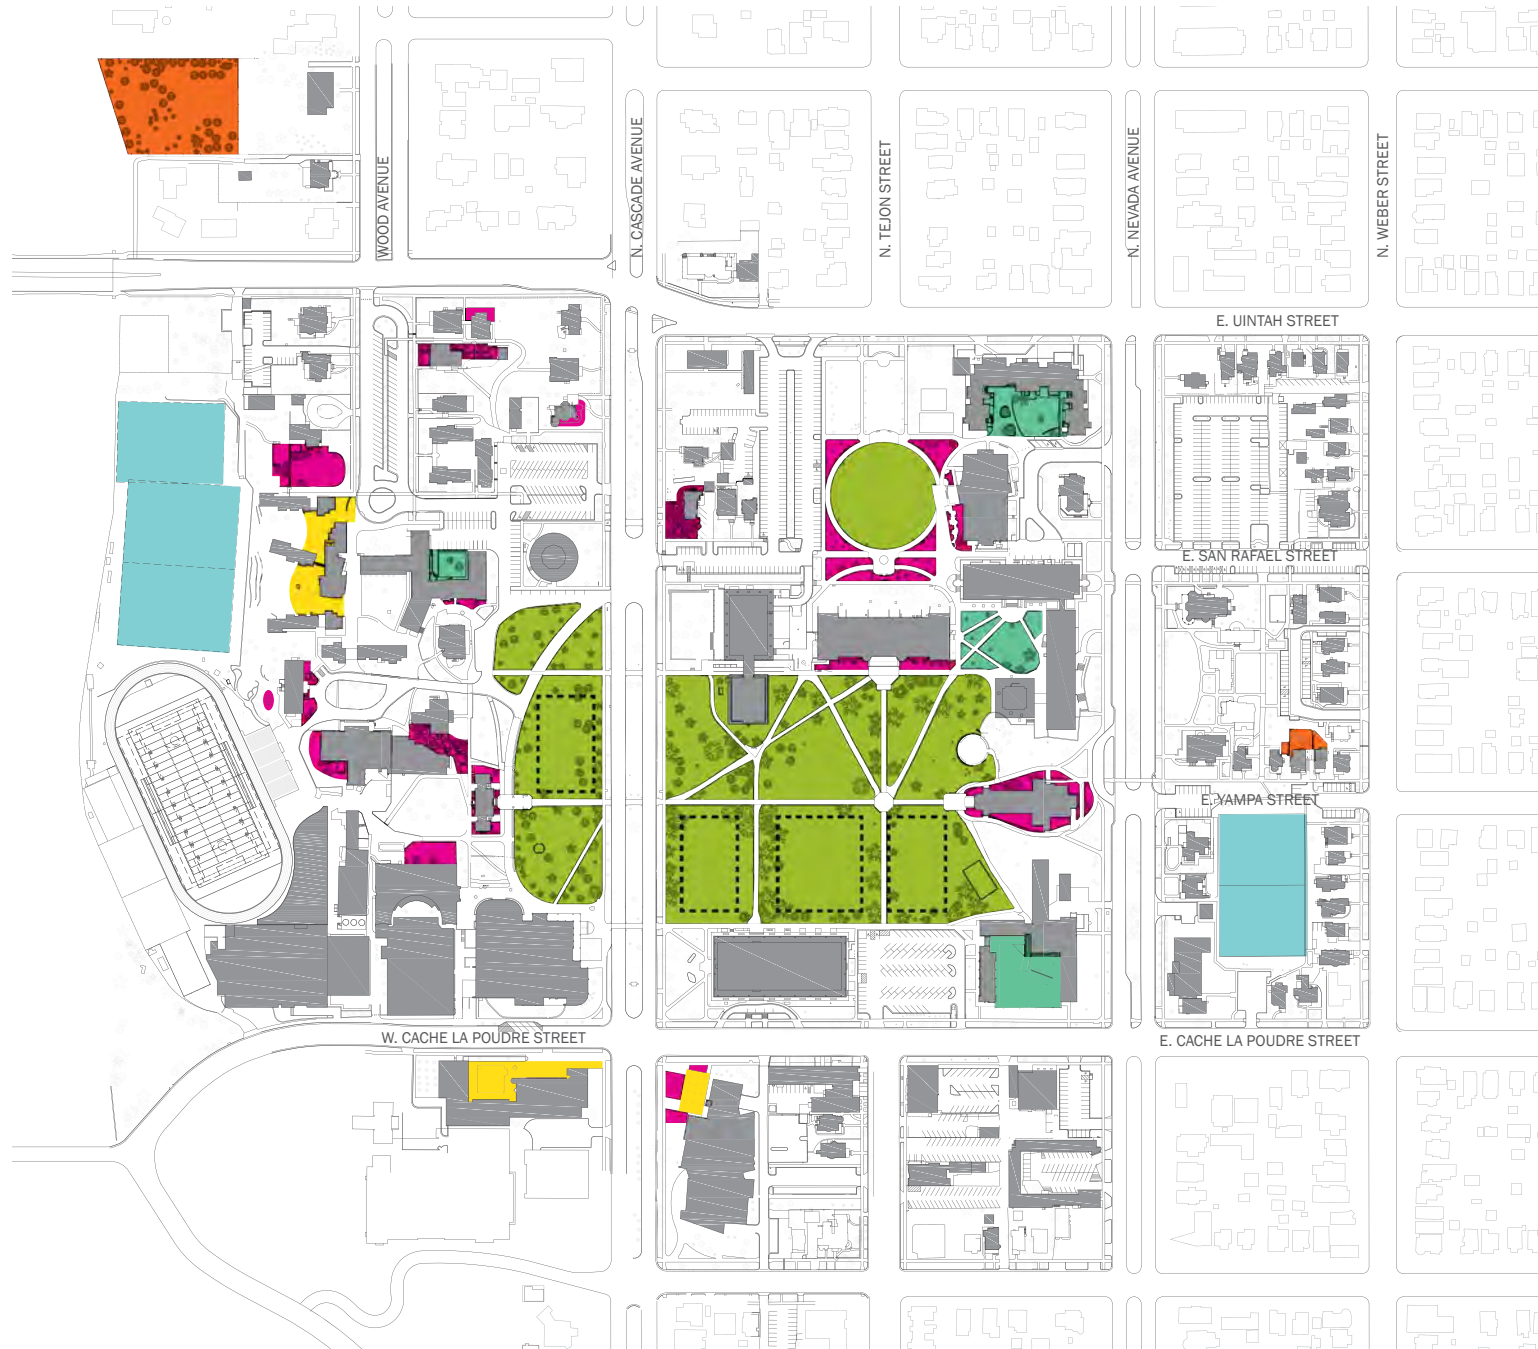 WOOD AVENUE
N. CASCADE AVENUE
N. TEJON STREET
N. NEVADA AVENUE
N. WEBER STREET
E. UINTAH STREET
E. SAN RAFAEL STREET
E. YAMPA STREET
W. CACHE LA POUDRE STREET
E. CACHE LA POUDRE STREET